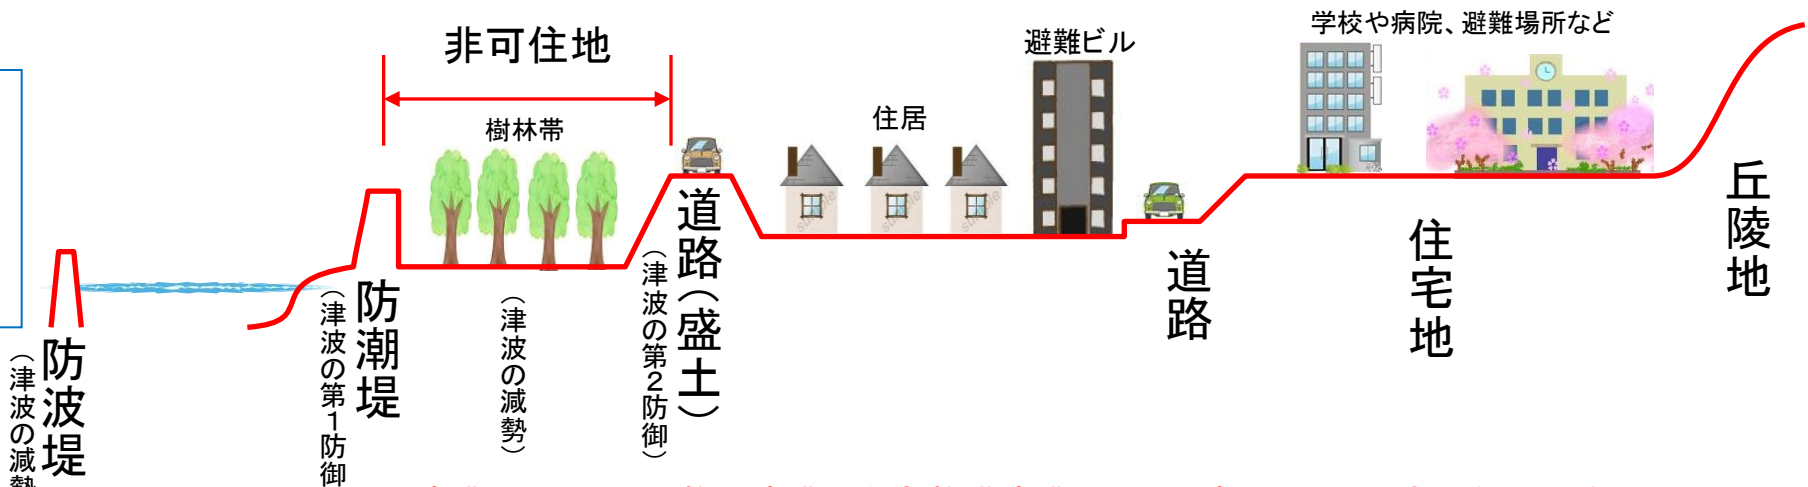 非可住地
樹林帯
住居
避難ビル
学校や病院、避難場所など
防波堤
（津波の減勢
防潮堤
（津波の第１防御
（津波の減勢）
道路（盛土）
（津波の第２防御）
道路
住宅地
丘陵地